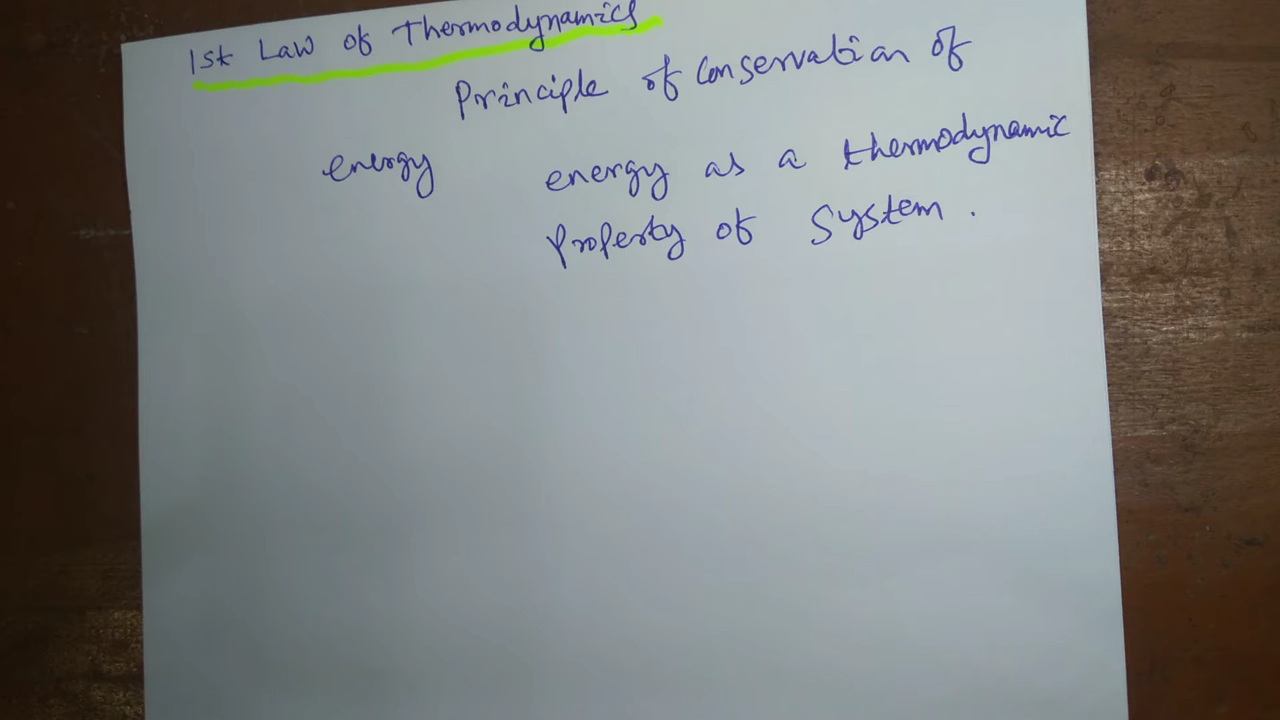 1st Law of Thermodynamics
Principle of Conservation of
energy energy as a thermodynamic
Property of System.